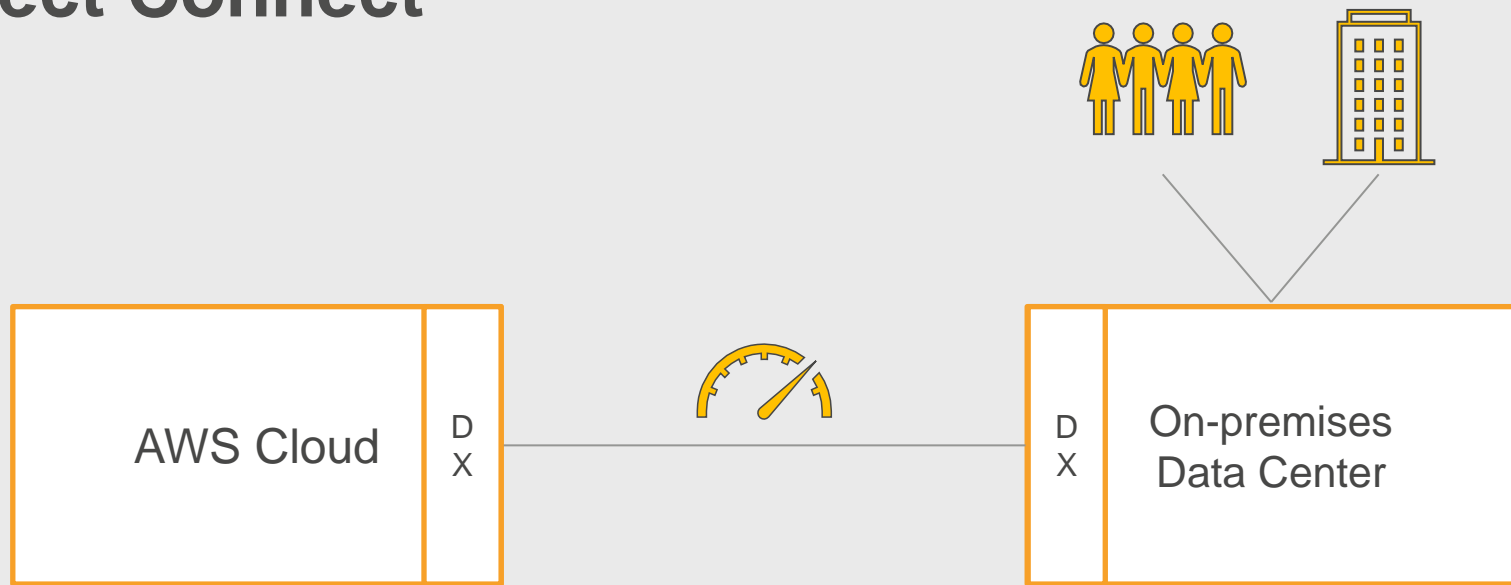 ect Connect
AWS Cloud
D
X
D
X
On-premises
Data Center